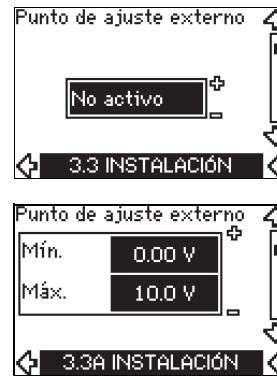 Punto de ajuste externo
No activo
3.3 INSTALACIÓN
Punto de ajuste externo
Mín. 0.00 V
Máx. 10.0 V
3.3A INSTALACIÓN